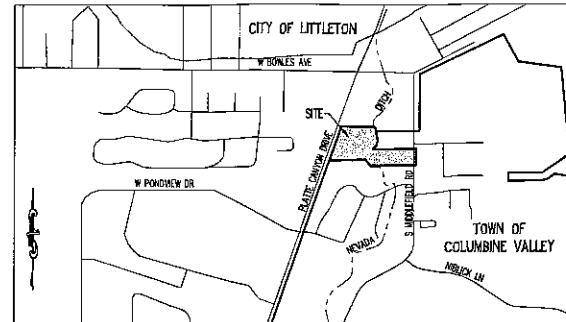 CITY OF LITTLETON
W BOWLES AVE
DITCH
SITE
PLATTE CANYON DRIVE
S MIDDLEFIELD RD
W PONDVIEW DR
NEVADA
TOWN OF
COLUMBINE VALLEY
NIBLICK LN